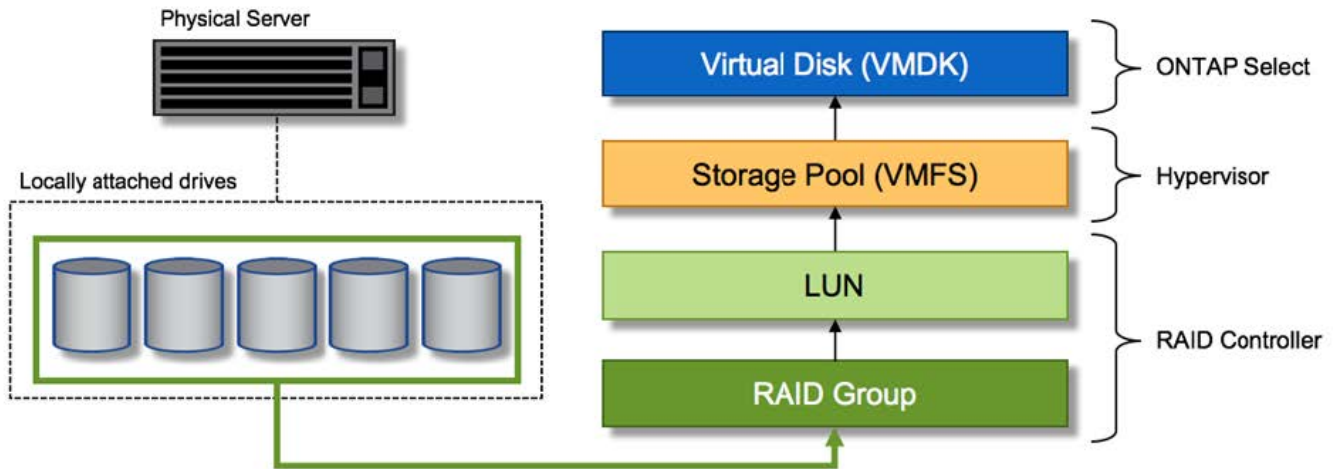 Physical Server
Locally attached drives
Virtual Disk (VMDK)
ONTAP Select
Storage Pool (VMFS)
Hypervisor
LUN
RAID Controller
RAID Group